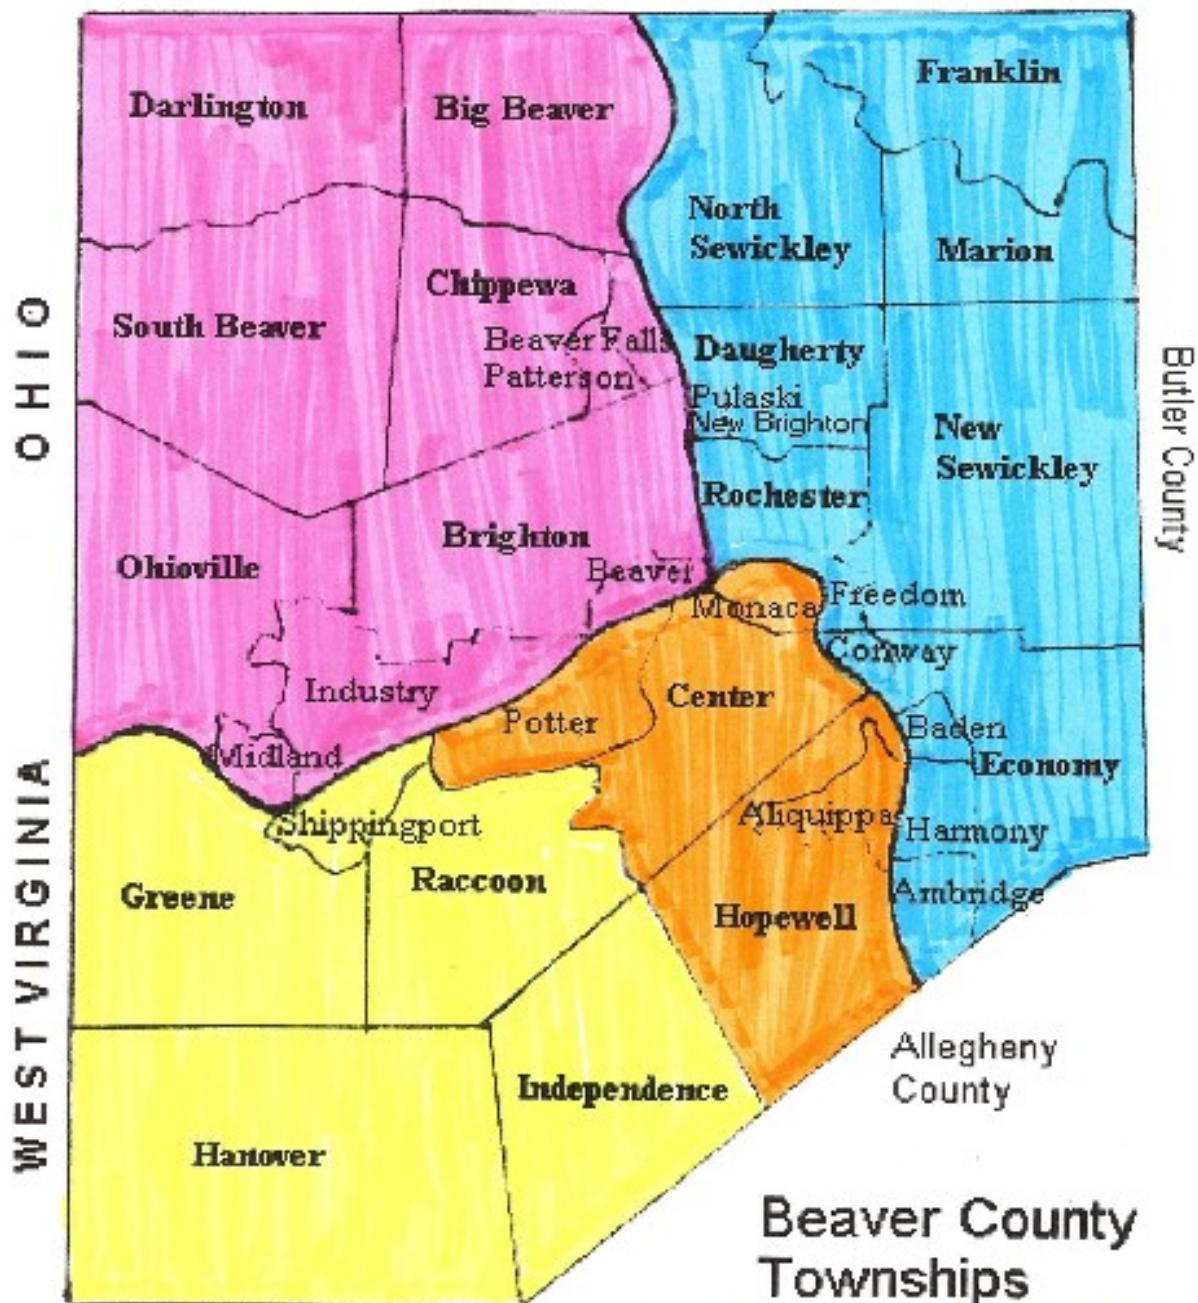 Franklin
Darlington
Big Beaver
North
Sewickley
Marion
Chippewa
South Beaver
Beaver Falls
Patterson
Daugherty
Pulaski
New Brighton
New
Sewickley
Rochester
Brighton
Ohioville
Beaver
Monaca
Freedom
Conway
Industry
Center
Potter
Baden
Economy
Midland
Shippingport
Aliquippa
Harmony
Raccoon
Greene
Ambridge
Hopewell
Independence
Hanover
OHIO
WEST VIRGINIA
Butler County
Allegheny
County
Beaver County
Townships